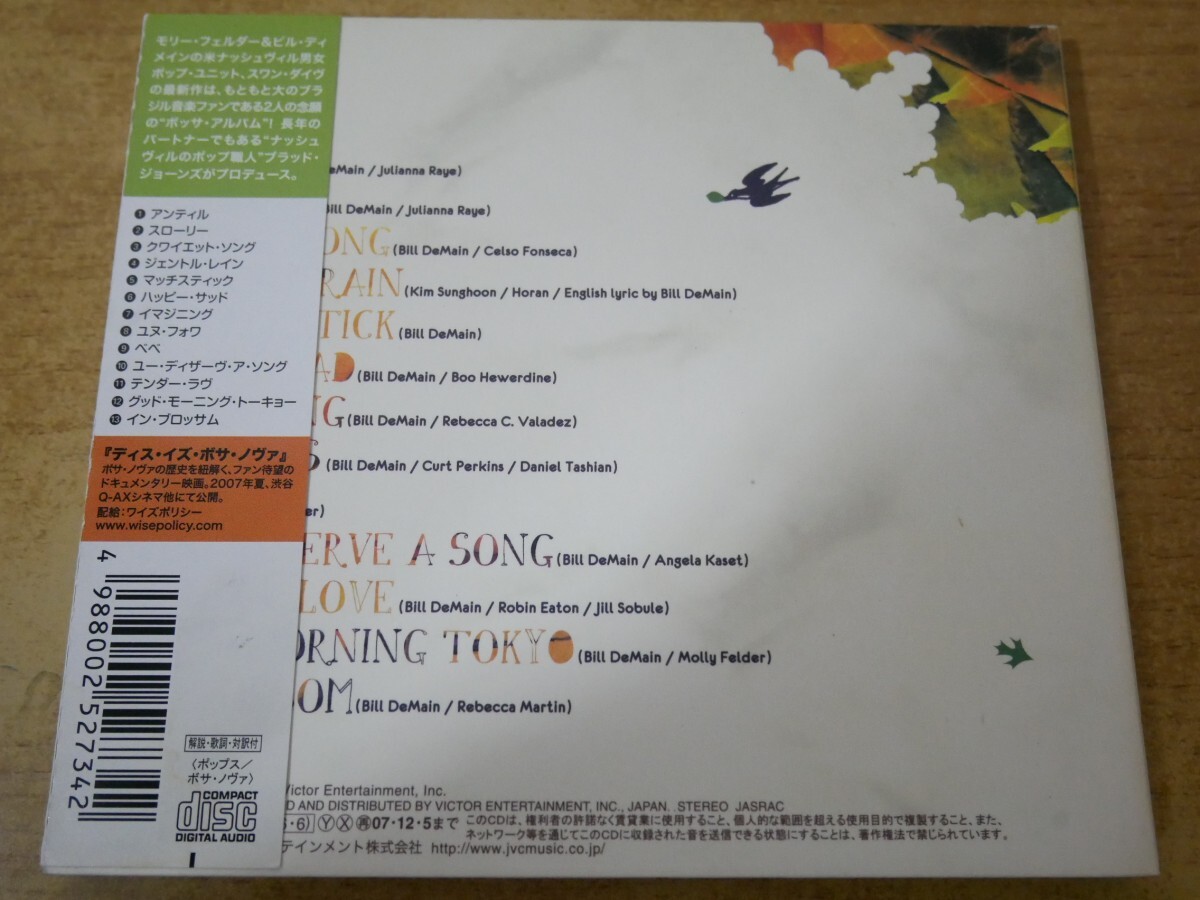 モリー・フェルダー&ビル・ディ
メインの米ナッシュヴィル男女
ポップ・ユニット、スワン・ダイヴ
の最新作は、もともと大のブラ
ジル音楽ファンである2人の念願
の"ボッサ・アルバム"! 長年の
パートナーでもある"ナッシュ
ヴィルのポップ職人"ブラッド・
ジョーンズがプロデュース。
❶ アンティル
❷ スローリー
❸ クワイエット・ソング
❹ ジェントル・レイン
❺ マッチスティック
❻ ハッピー・サッド
❼ イマジニング
❽ ユヌ・フォワ
❾ ベベ
❿ ユー・ディザーヴ・ア・ソング
⓫ テンダー・ラヴ
⓬ グッド・モーニング・トーキョー
⓭ イン・ブロッサム
『ディス・イズ・ボサ・ノヴァ』
ボサ・ノヴァの歴史を紐解く、ファン待望の
ドキュメンタリー映画。2007年夏、渋谷
Q-AXシネマ他にて公開。
配給:ワイズポリシー
www.wisepolicy.com
4 988002 527342
解説・歌詞・対訳付
〈ポップス/
ボサ・ノヴァ〉
COMPACT
disc
DIGITAL AUDIO
eMain / Julianna Raye)
Bill DeMain / Julianna Raye)
ONG (Bill DeMain / Celso Fonseca)
RAIN (Kim Sunghoon / Horan / English lyric by Bill DeMain)
TICK (Bill DeMain)
AD (Bill DeMain / Boo Hewerdine)
NG (Bill DeMain / Rebecca C. Valadez)
S (Bill DeMain / Curt Perkins / Daniel Tashian)
er)
ERVE A SONG (Bill DeMain / Angela Kaset)
LOVE (Bill DeMain / Robin Eaton / Jill Sobule)
ORNING TOKYO (Bill DeMain / Molly Felder)
OM (Bill DeMain / Rebecca Martin)
Victor Entertainment, Inc.
D AND DISTRIBUTED BY VICTOR ENTERTAINMENT, INC., JAPAN. STEREO JASRAC
・6) Ⓨ Ⓧ 07・12・5まで このCDは、権利者の許諾なく賃貸業に使用すること、個人的な範囲を超える使用目的で複製すること、また、
ネットワーク等を通じてこのCDに収録された音を送信できる状態にすることは、著作権法で禁じられています。
テインメント株式会社 http://www.jvcmusic.co.jp/